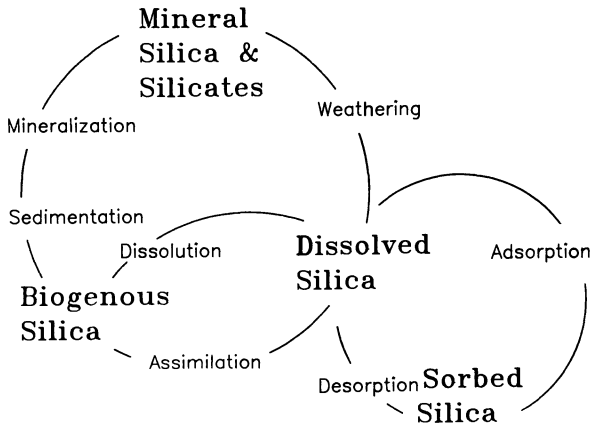 Mineral
Silica &
Silicates
Weathering
Mineralization
Sedimentation
Dissolution
Dissolved
Silica
Adsorption
Biogenous
Silica
Assimilation
Desorption
Sorbed
Silica